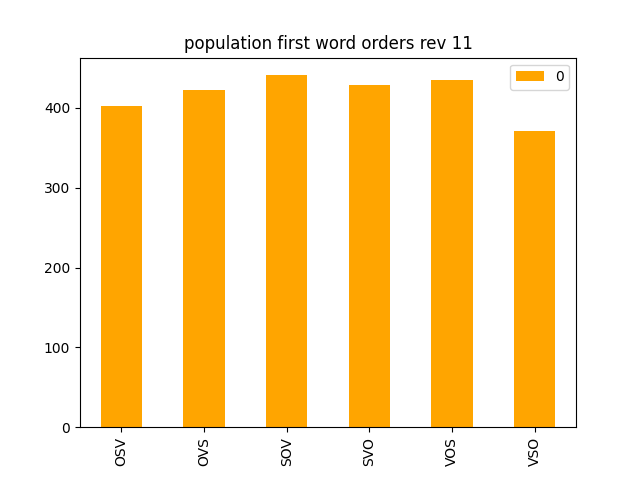 population first word orders rev 11
0
400
300
200
100
0
OSV
OVS
SOV
SVO
VOS
VSO